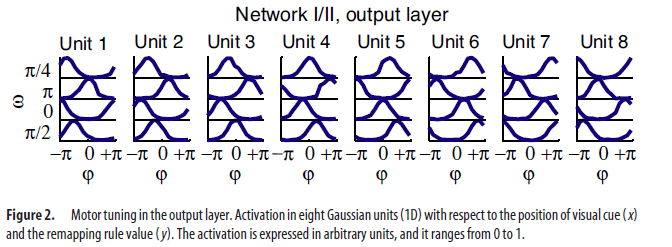 Network I/II, output layer
Unit 1 Unit 2 Unit 3 Unit 4 Unit 5 Unit 6 Unit 7 Unit 8
π/4
π
0
π/2
ω
−π 0 +π −π 0 +π −π 0 +π −π 0 +π −π 0 +π −π 0 +π −π 0 +π −π 0 +π
φ φ φ φ φ φ φ φ
Figure 2. Motor tuning in the output layer. Activation in eight Gaussian units (1D) with respect to the position of visual cue (x)
and the remapping rule value (y). The activation is expressed in arbitrary units, and it ranges from 0 to 1.